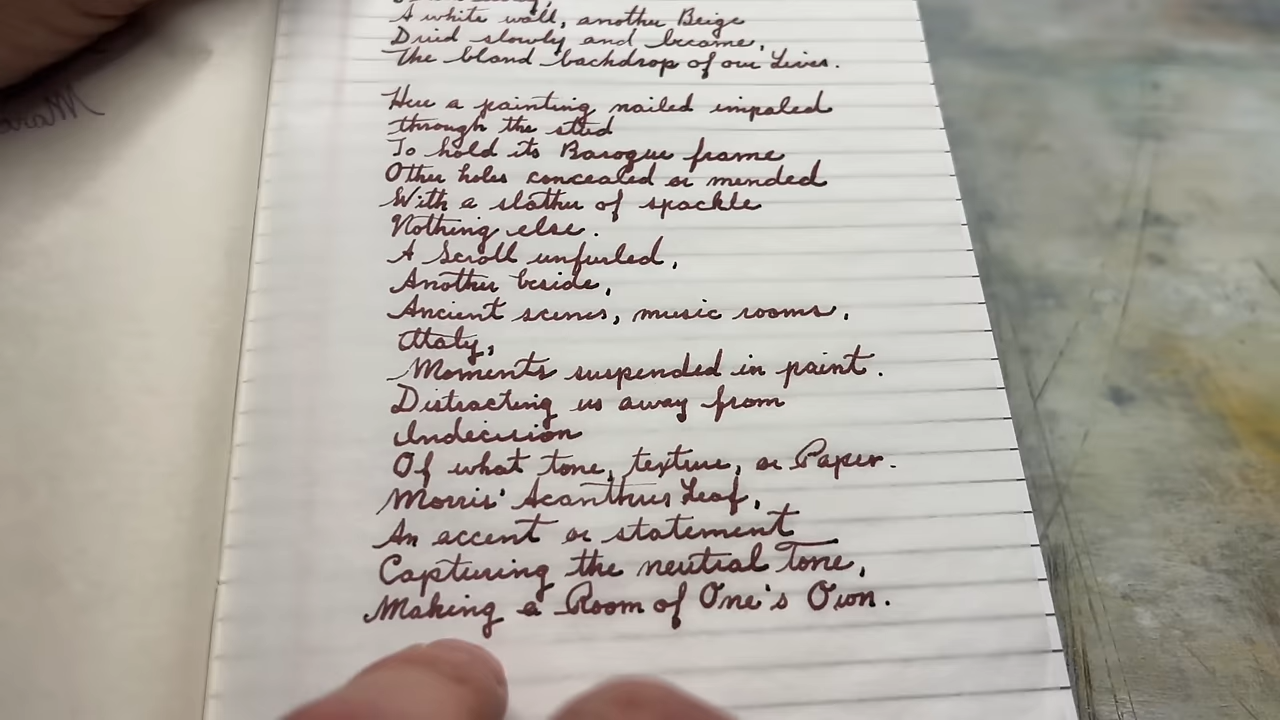 A white wall, another Beige
Dried slowly and became,
The bland backdrop of our Lives.
Here a painting nailed impaled
through the stud
To hold its Baroque frame
Other holes concealed or mended
With a slather of spackle
Nothing else.
A Scroll unfurled,
Another beside,
Ancient scenes, music rooms,
Italy,
Moments suspended in paint.
Distracting us away from
Indecision
Of what tone, texture, or Paper.
Morris' Acanthus Leaf,
An accent or statement
Capturing the neutral Tone,
Making a Room of One's Own.